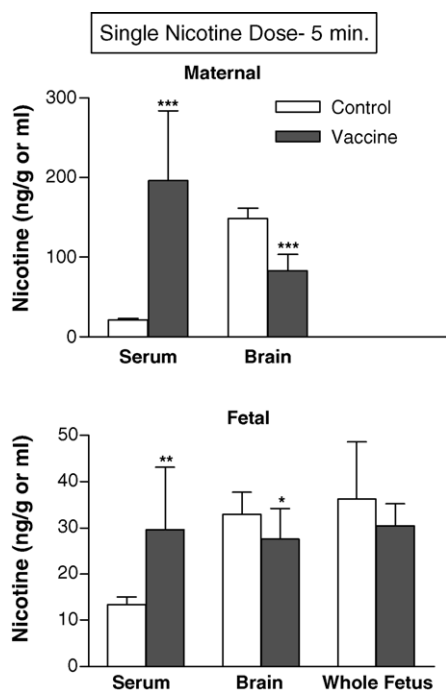 Single Nicotine Dose- 5 min.
Maternal
Nicotine (ng/g or ml)
300
200
100
0
***
***
Control
Vaccine
Serum Brain
Fetal
Nicotine (ng/g or ml)
50
40
30
20
10
0
**
*
Serum Brain Whole Fetus